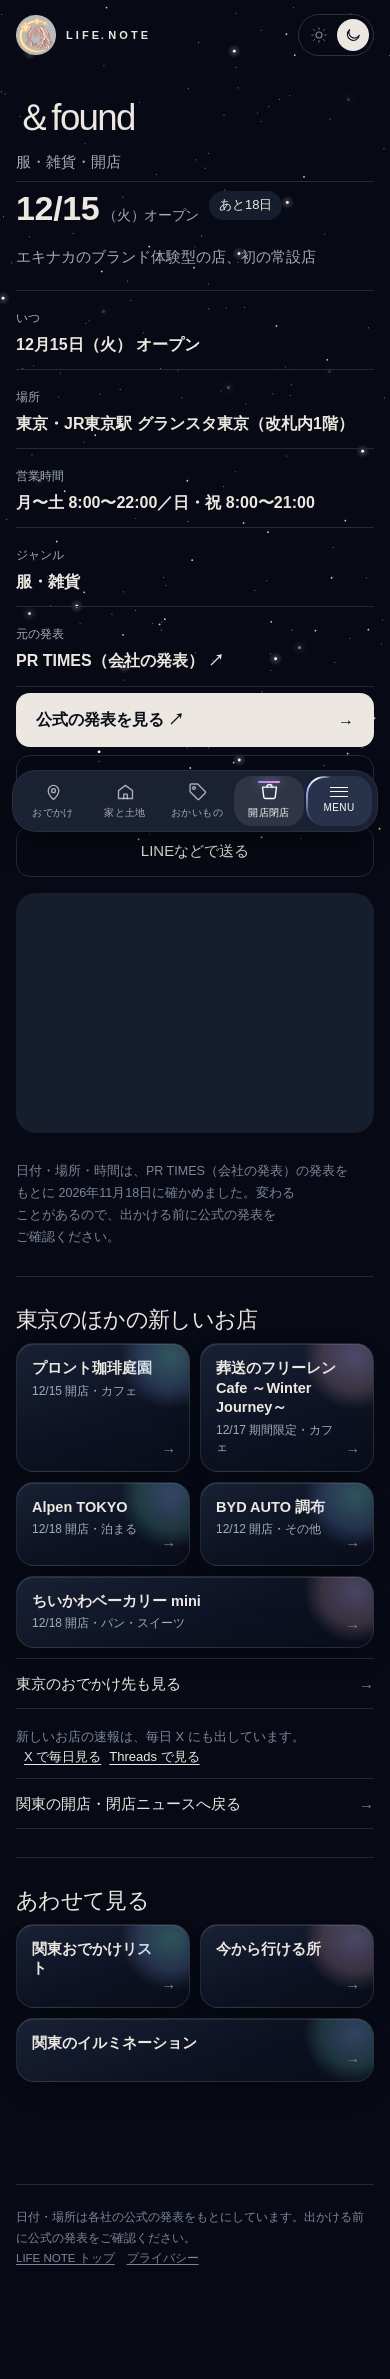 LIFE.NOTE
＆found
服・雑貨・開店
12/15（火）オープン あと18日
エキナカのブランド体験型の店、初の常設店
いつ
12月15日（火） オープン
場所
東京・JR東京駅 グランスタ東京（改札内1階）
営業時間
月〜土 8:00〜22:00／日・祝 8:00〜21:00
ジャンル
服・雑貨
元の発表
PR TIMES（会社の発表） ↗
公式の発表を見る ↗ →
おでかけ 家と土地 おかいもの 開店閉店 MENU
LINEなどで送る
日付・場所・時間は、PR TIMES（会社の発表）の発表を
もとに 2026年11月18日に確かめました。変わる
ことがあるので、出かける前に公式の発表を
ご確認ください。
東京のほかの新しいお店
プロント珈琲庭園
12/15 開店・カフェ
→
葬送のフリーレン
Cafe ～Winter
Journey～
12/17 期間限定・カフ
ェ
→
Alpen TOKYO
12/18 開店・泊まる
→
BYD AUTO 調布
12/12 開店・その他
→
ちいかわベーカリー mini
12/18 開店・パン・スイーツ
→
東京のおでかけ先も見る →
新しいお店の速報は、毎日 X にも出しています。
X で毎日見る Threads で見る
関東の開店・閉店ニュースへ戻る →
あわせて見る
関東おでかけリス
ト
→
今から行ける所
→
関東のイルミネーション
→
日付・場所は各社の公式の発表をもとにしています。出かける前
に公式の発表をご確認ください。
LIFE NOTE トップ プライバシー